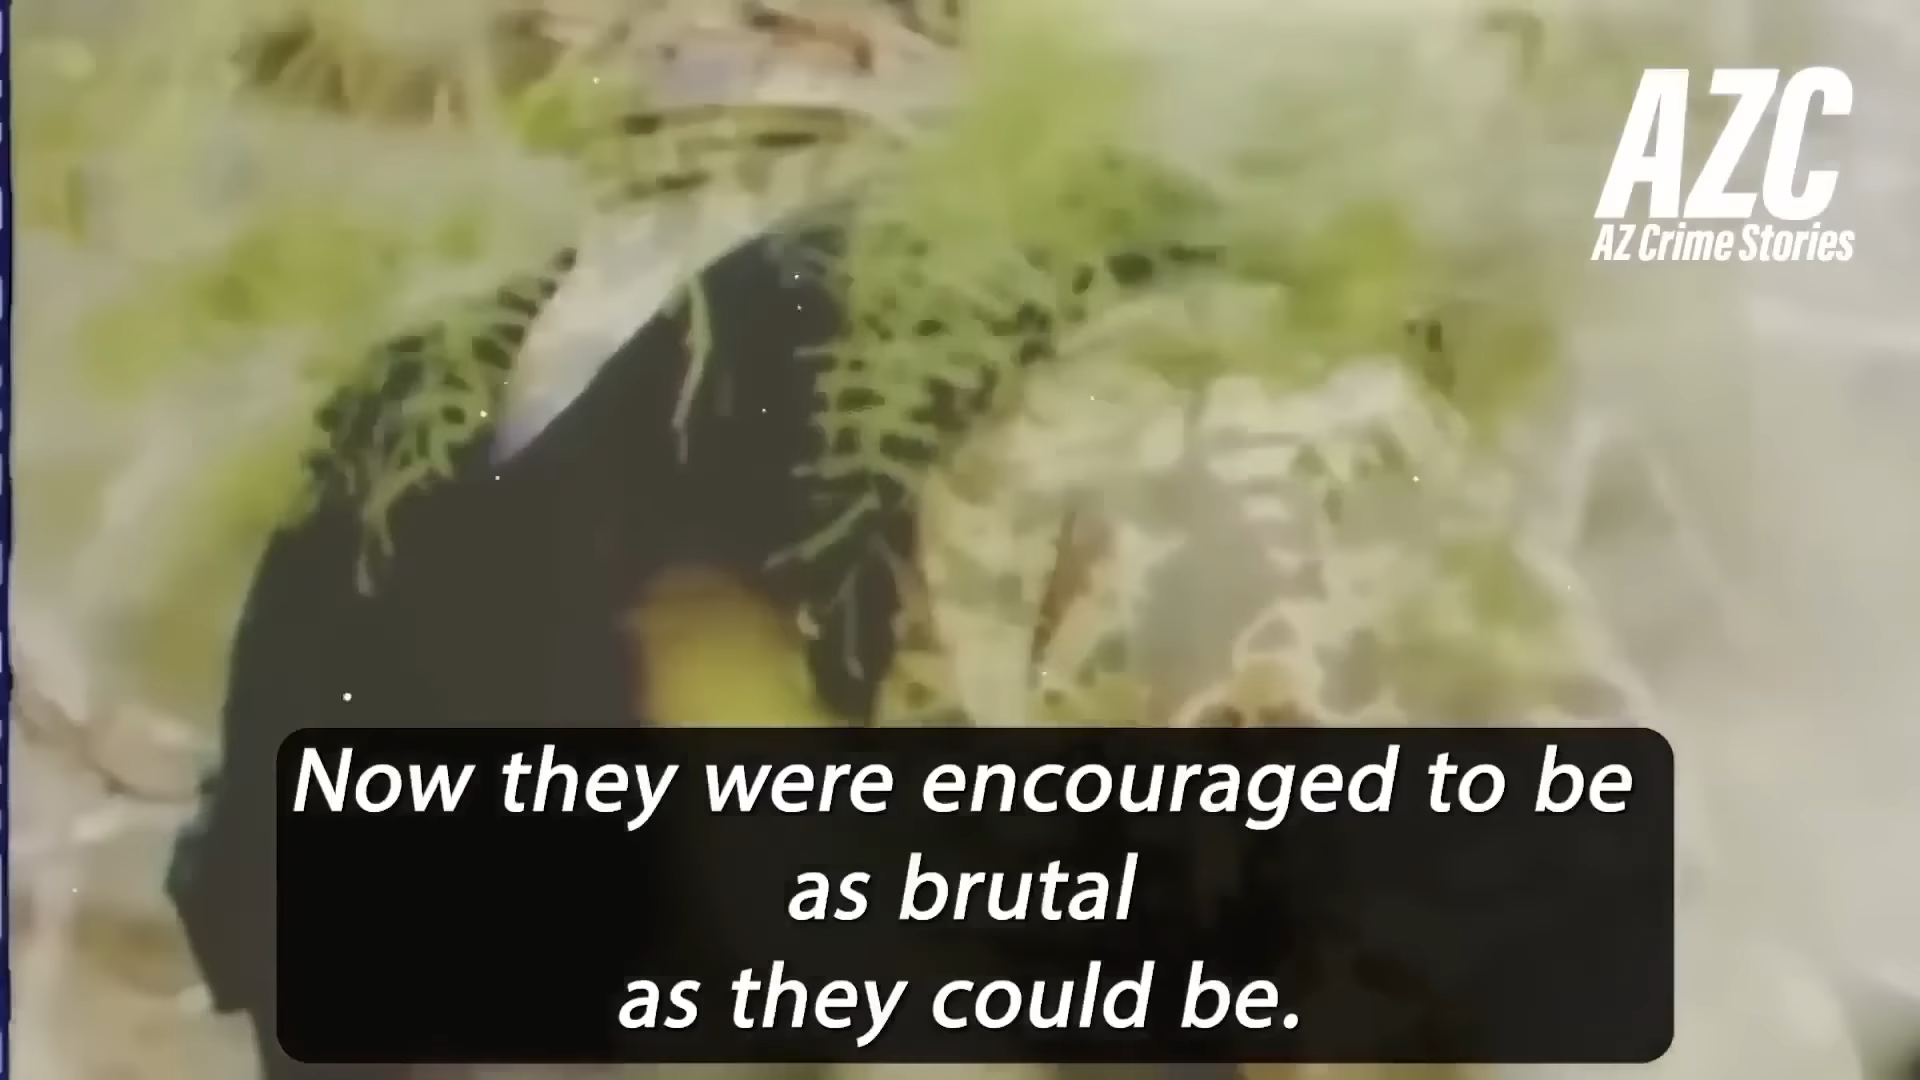 AZC
AZ Crime Stories
Now they were encouraged to be
as brutal
as they could be.